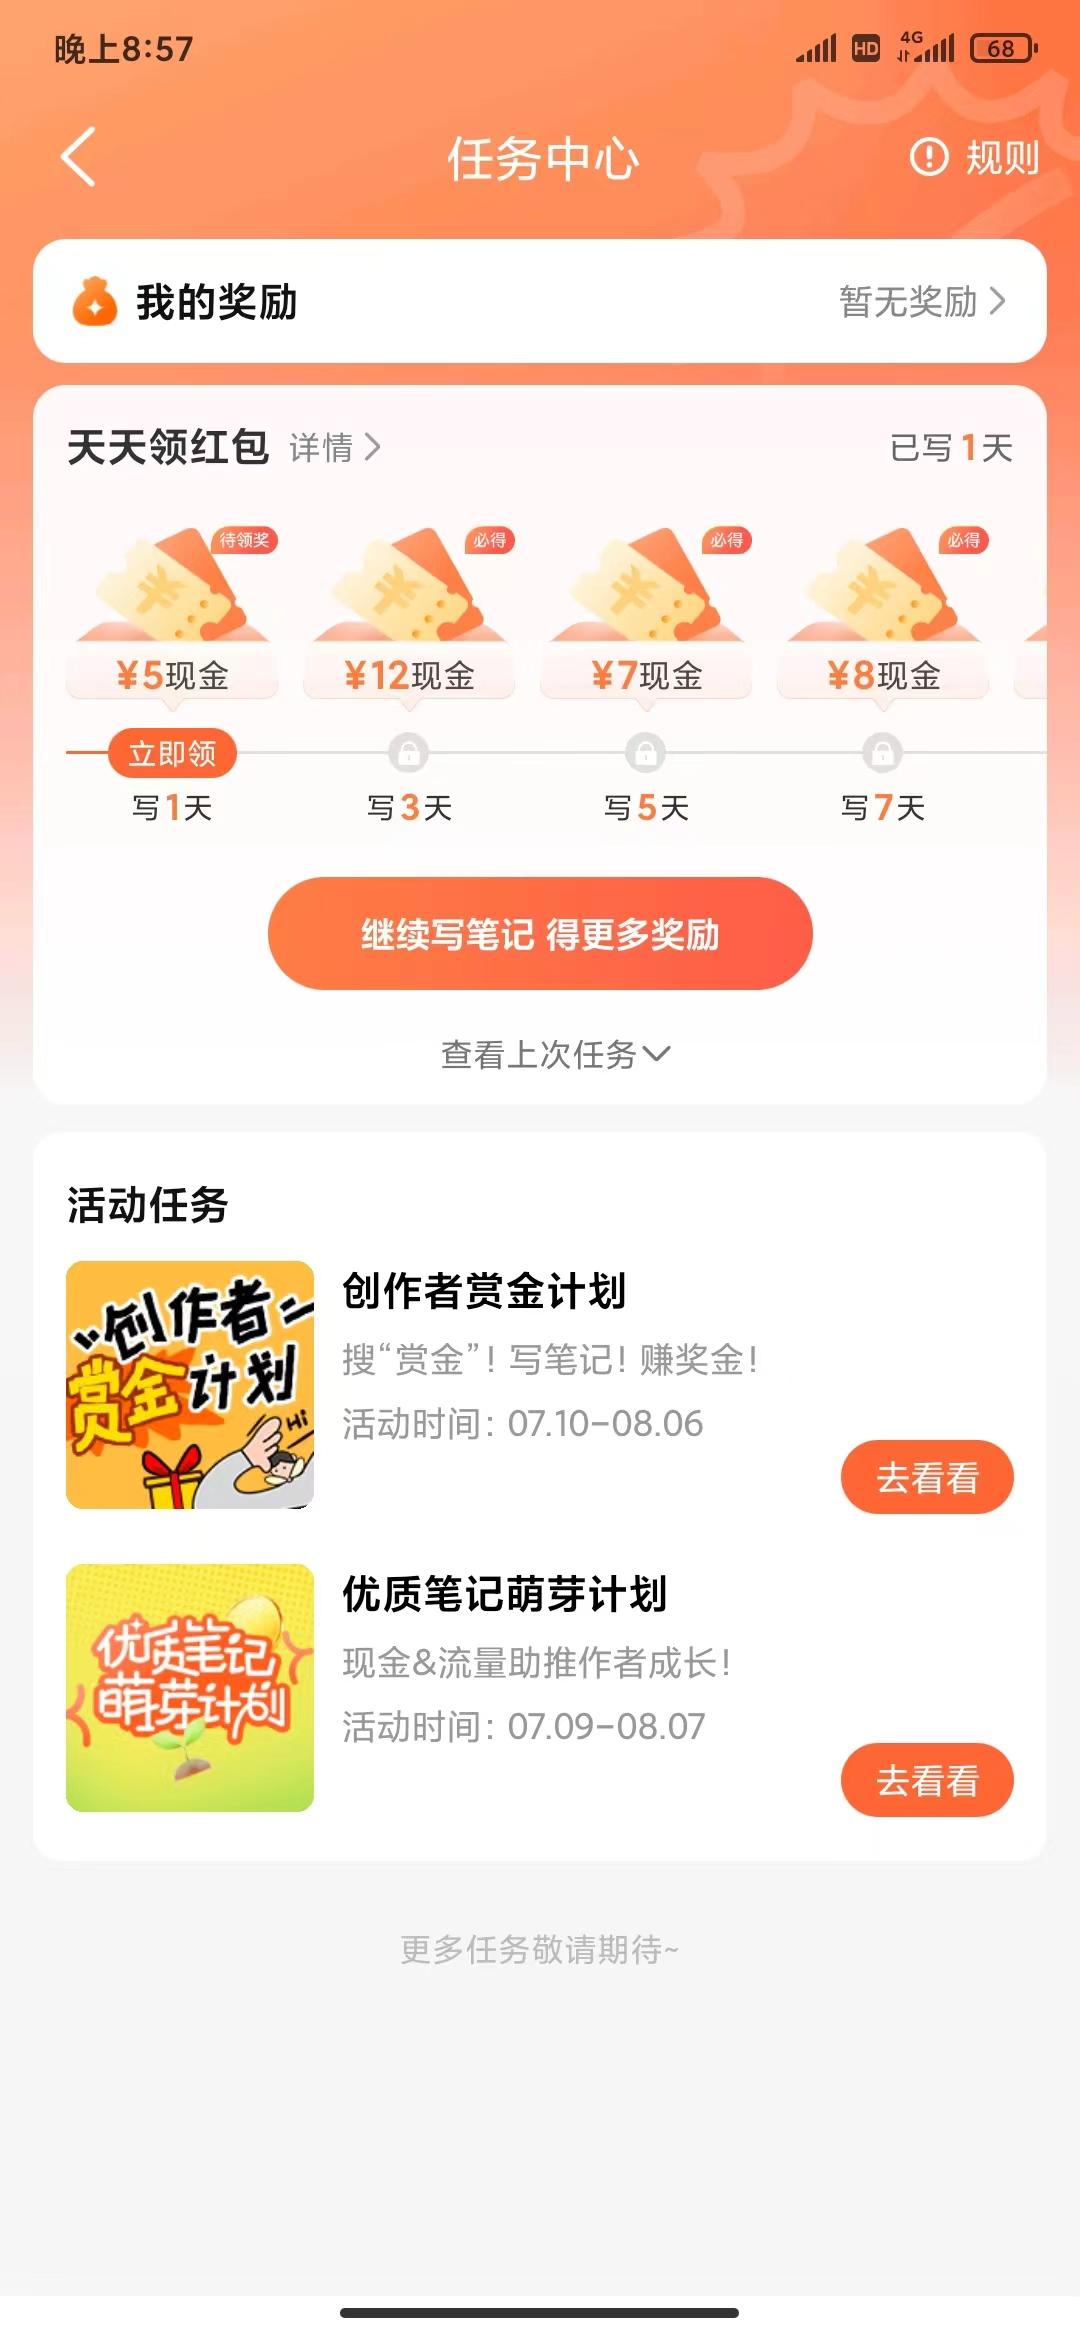 晚上8:57
HD 4G 68
任务中心
规则
我的奖励
暂无奖励
天天领红包 详情
已写1天
待领奖 必得 必得 必得
¥5现金 ¥12现金 ¥7现金 ¥8现金
立即领
写1天 写3天 写5天 写7天
继续写笔记 得更多奖励
查看上次任务
活动任务
“创作者
赏金计划
Hi
创作者赏金计划
搜“赏金”！写笔记！赚奖金！
活动时间：07.10-08.06
去看看
优质笔记
萌芽计划
优质笔记萌芽计划
现金&流量助推作者成长！
活动时间：07.09-08.07
去看看
更多任务敬请期待~